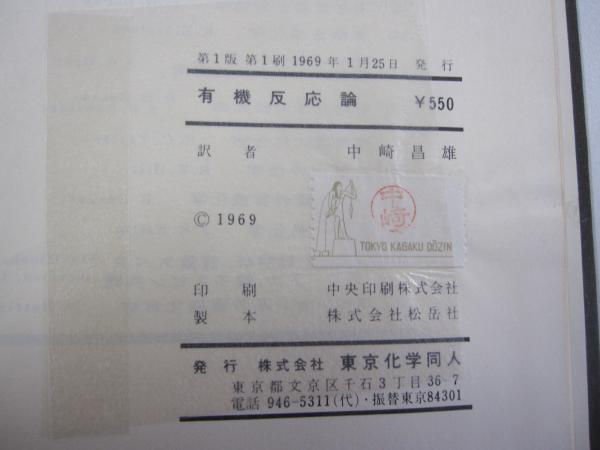 第1版 第1刷 1969年 1月25日 発行
有機反応論 ¥550
訳者 中崎昌雄
© 1969
中崎
TOKYO KAGAKU DŌZIN
印刷 中央印刷株式会社
製本 株式会社松岳社
発行 株式会社 東京化学同人
東京都文京区千石3丁目36-7
電話 946-5311(代)・振替東京84301